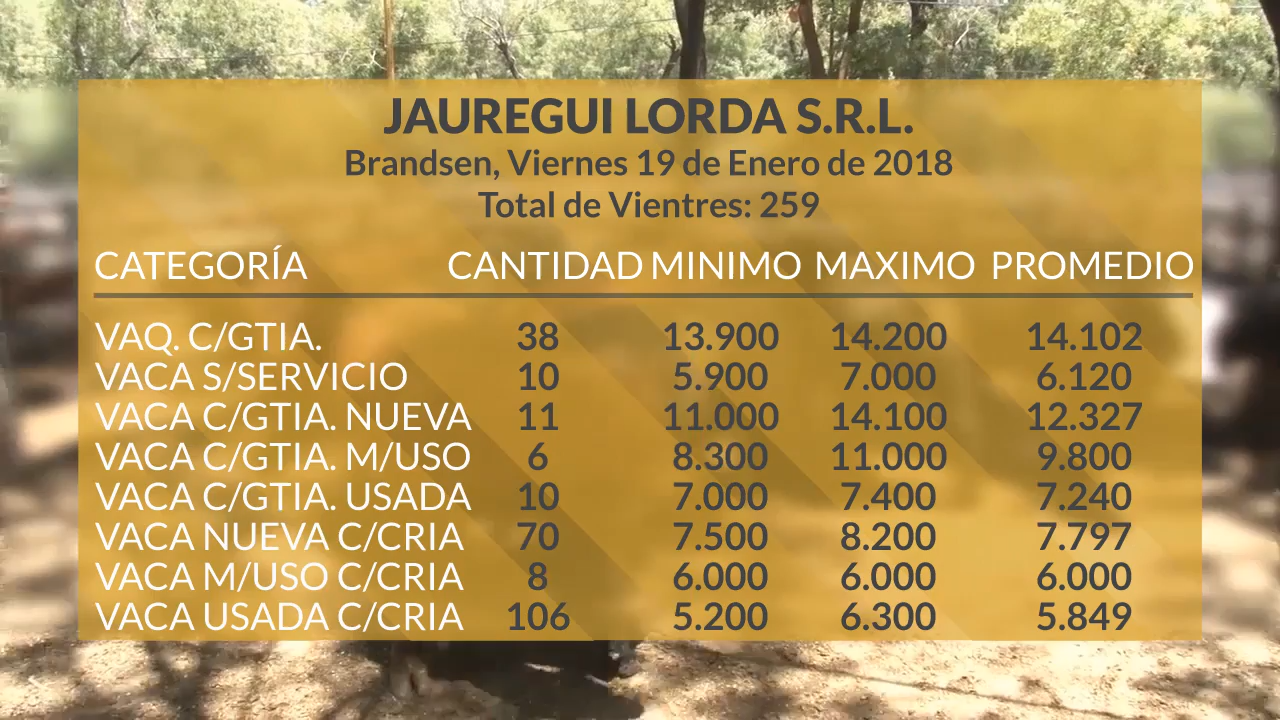 JAUREGUI LORDA S.R.L.
Brandsen, Viernes 19 de Enero de 2018
Total de Vientres: 259
CATEGORÍA CANTIDAD MINIMO MAXIMO PROMEDIO
VAQ. C/GTIA. 38 13.900 14.200 14.102
VACA S/SERVICIO 10 5.900 7.000 6.120
VACA C/GTIA. NUEVA 11 11.000 14.100 12.327
VACA C/GTIA. M/USO 6 8.300 11.000 9.800
VACA C/GTIA. USADA 10 7.000 7.400 7.240
VACA NUEVA C/CRIA 70 7.500 8.200 7.797
VACA M/USO C/CRIA 8 6.000 6.000 6.000
VACA USADA C/CRIA 106 5.200 6.300 5.849